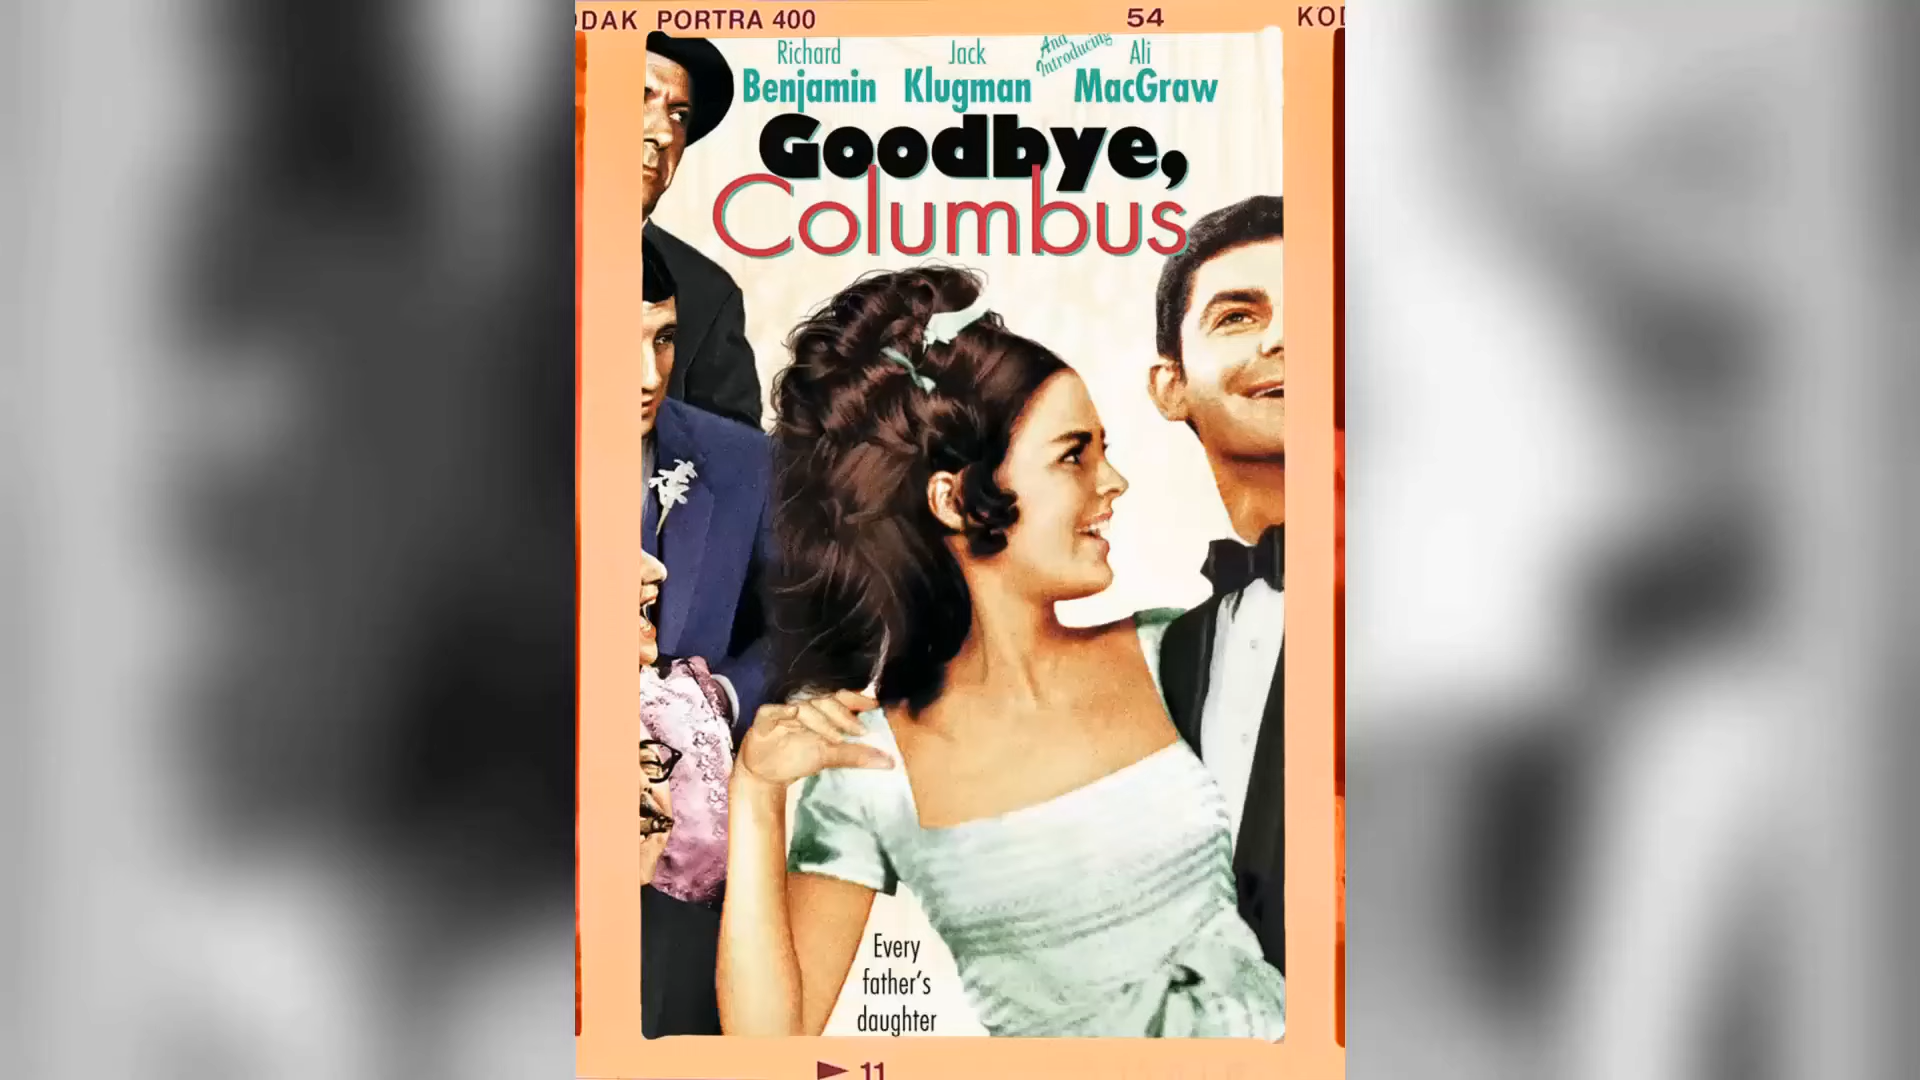 DAK PORTRA 400 54 KOD
Richard Jack And Introducing Ali
Benjamin Klugman MacGraw
Goodbye,
Columbus
Every
father's
daughter
11